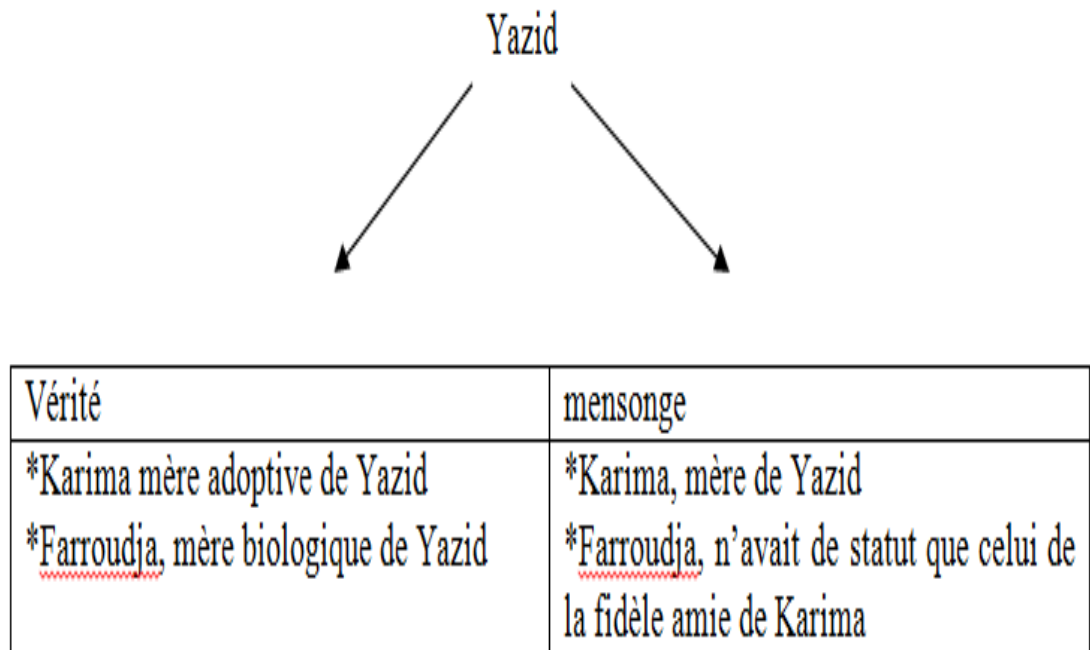 Yazid
Vérité
mensonge
*Karima mère adoptive de Yazid
*Farroudja, mère biologique de Yazid
*Karima, mère de Yazid
*Farroudja, n’avait de statut que celui de
la fidèle amie de Karima